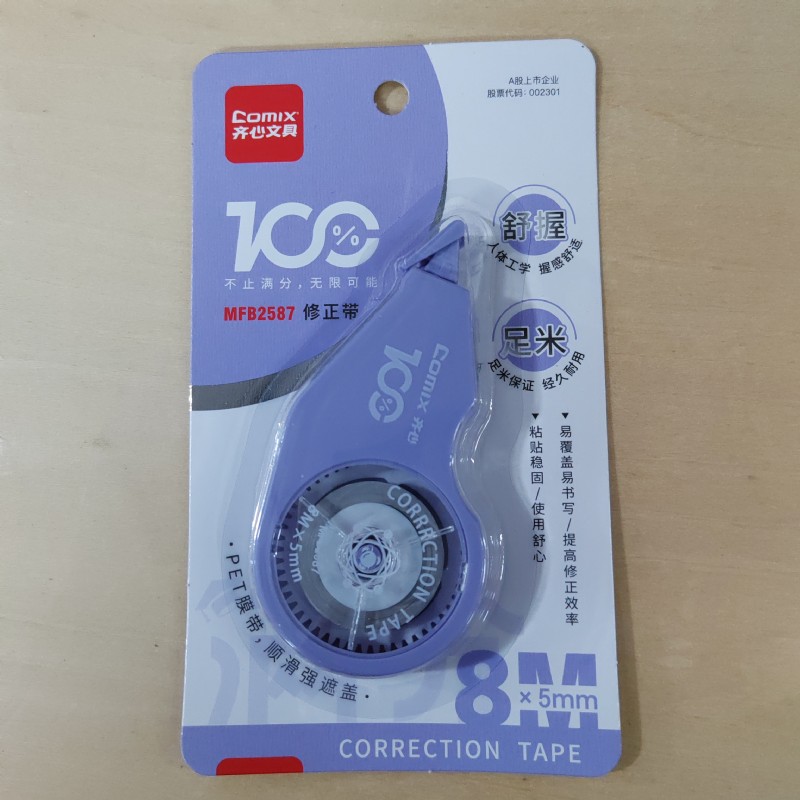 Comix
齐心文具
A股上市企业
股票代码: 002301
100%
不止满分，无限可能
MFB2587 修正带
舒握
人体工学 握感舒适
足米
足米保证 经久耐用
Comix 齐心
100%
▼易覆盖易书写/提高修正效率
▼粘贴稳固/使用舒心
CORRECTION TAPE
8M×5mm
·PET膜带，顺滑强遮盖·
8M
×5mm
CORRECTION TAPE